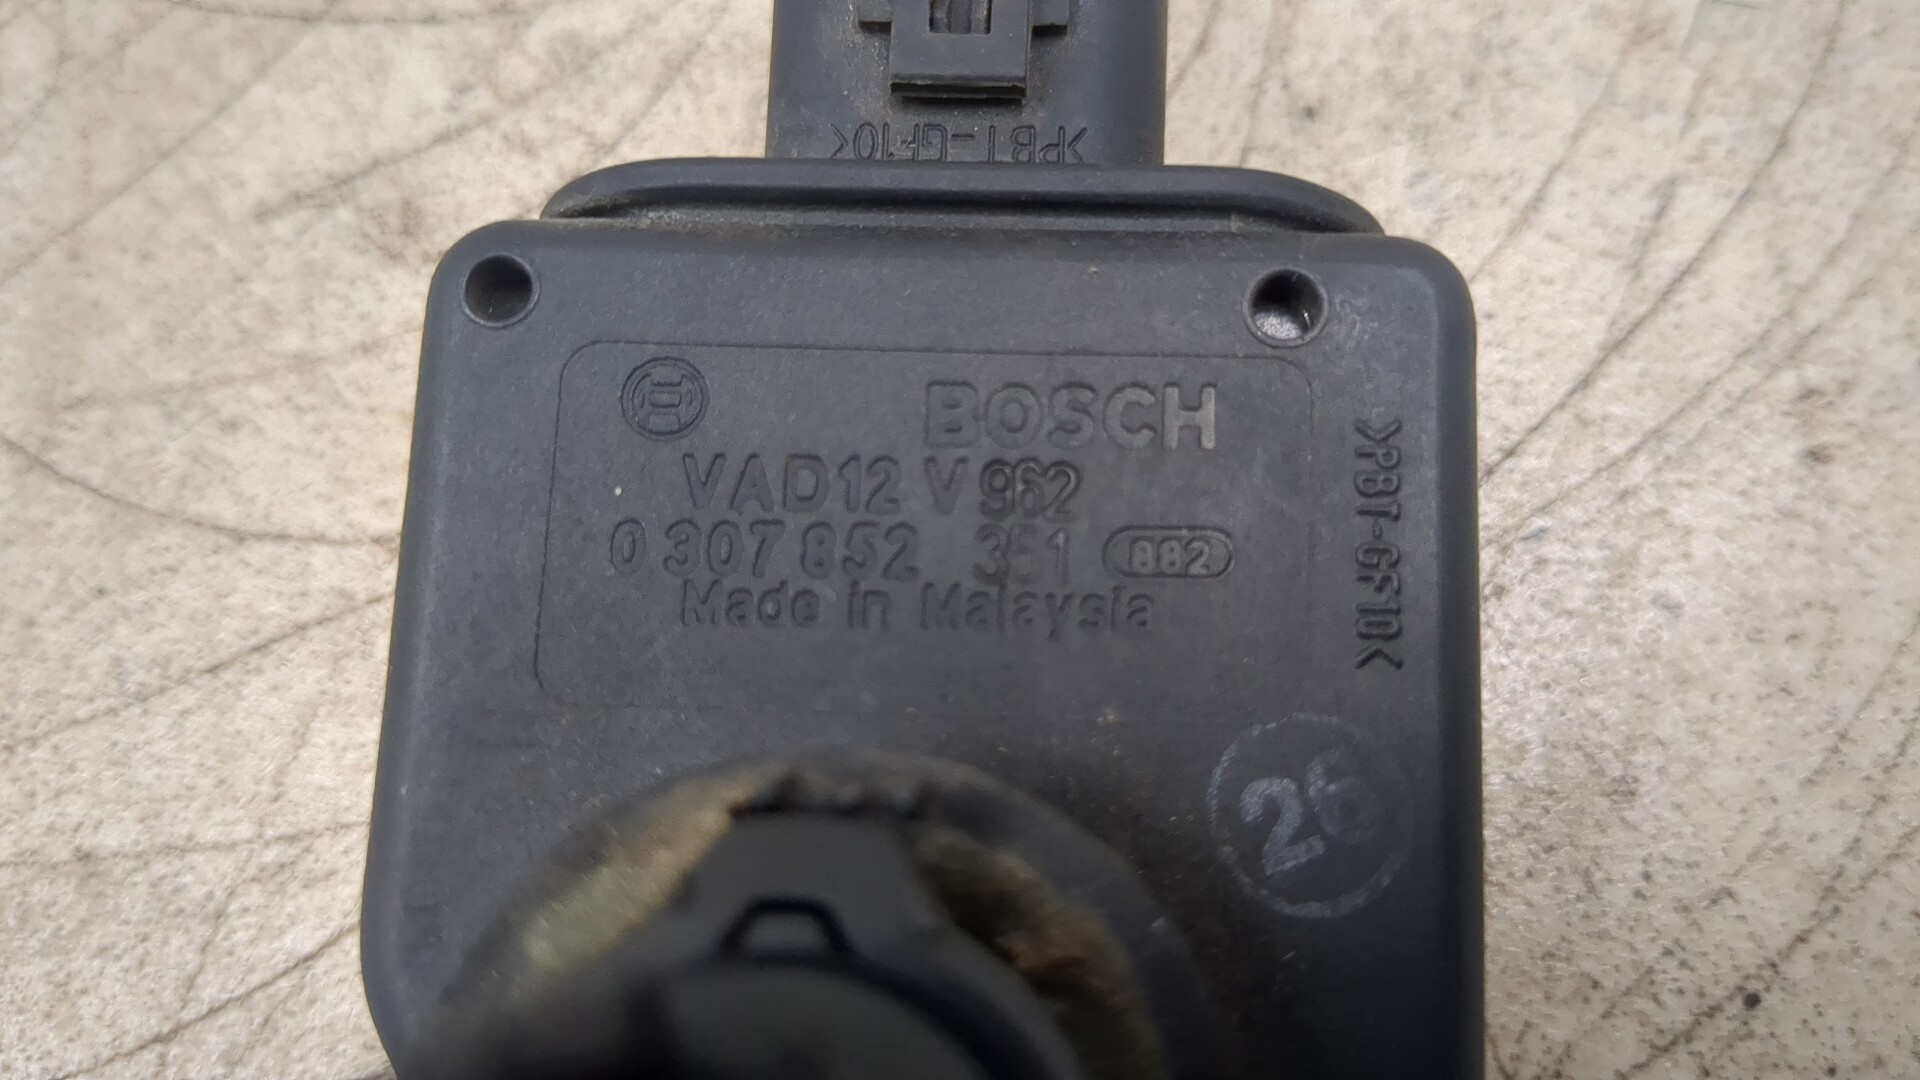 >PBT-GF10<
BOSCH
VAD12 V 962
0 307 852 351 882
Made in Malaysia
>PBT-GF10<
26